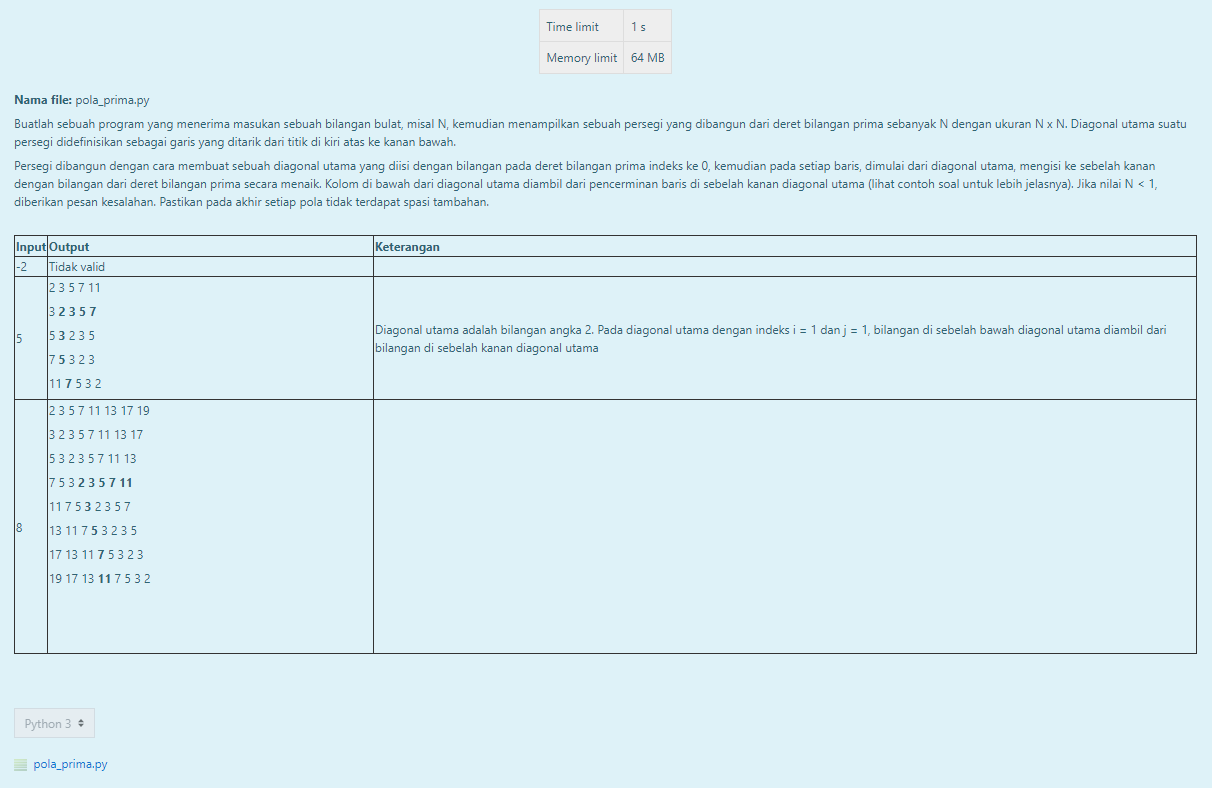 Time limit 1 s
Memory limit 64 MB
Nama file: pola_prima.py
Buatlah sebuah program yang menerima masukan sebuah bilangan bulat, misal N, kemudian menampilkan sebuah persegi yang dibangun dari deret bilangan prima sebanyak N dengan ukuran N x N. Diagonal utama suatu
persegi didefinisikan sebagai garis yang ditarik dari titik di kiri atas ke kanan bawah.
Persegi dibangun dengan cara membuat sebuah diagonal utama yang diisi dengan bilangan pada deret bilangan prima indeks ke 0, kemudian pada setiap baris, dimulai dari diagonal utama, mengisi ke sebelah kanan
dengan bilangan dari deret bilangan prima secara menaik. Kolom di bawah dari diagonal utama diambil dari pencerminan baris di sebelah kanan diagonal utama (lihat contoh soal untuk lebih jelasnya). Jika nilai N < 1,
diberikan pesan kesalahan. Pastikan pada akhir setiap pola tidak terdapat spasi tambahan.
Input Output Keterangan
-2 Tidak valid
2 3 5 7 11
3 2 3 5 7
5 3 2 3 5
7 5 3 2 3
11 7 5 3 2
5
Diagonal utama adalah bilangan angka 2. Pada diagonal utama dengan indeks i = 1 dan j = 1, bilangan di sebelah bawah diagonal utama diambil dari
bilangan di sebelah kanan diagonal utama
2 3 5 7 11 13 17 19
3 2 3 5 7 11 13 17
5 3 2 3 5 7 11 13
7 5 3 2 3 5 7 11
11 7 5 3 2 3 5 7
13 11 7 5 3 2 3 5
17 13 11 7 5 3 2 3
19 17 13 11 7 5 3 2
8
Python 3
pola_prima.py